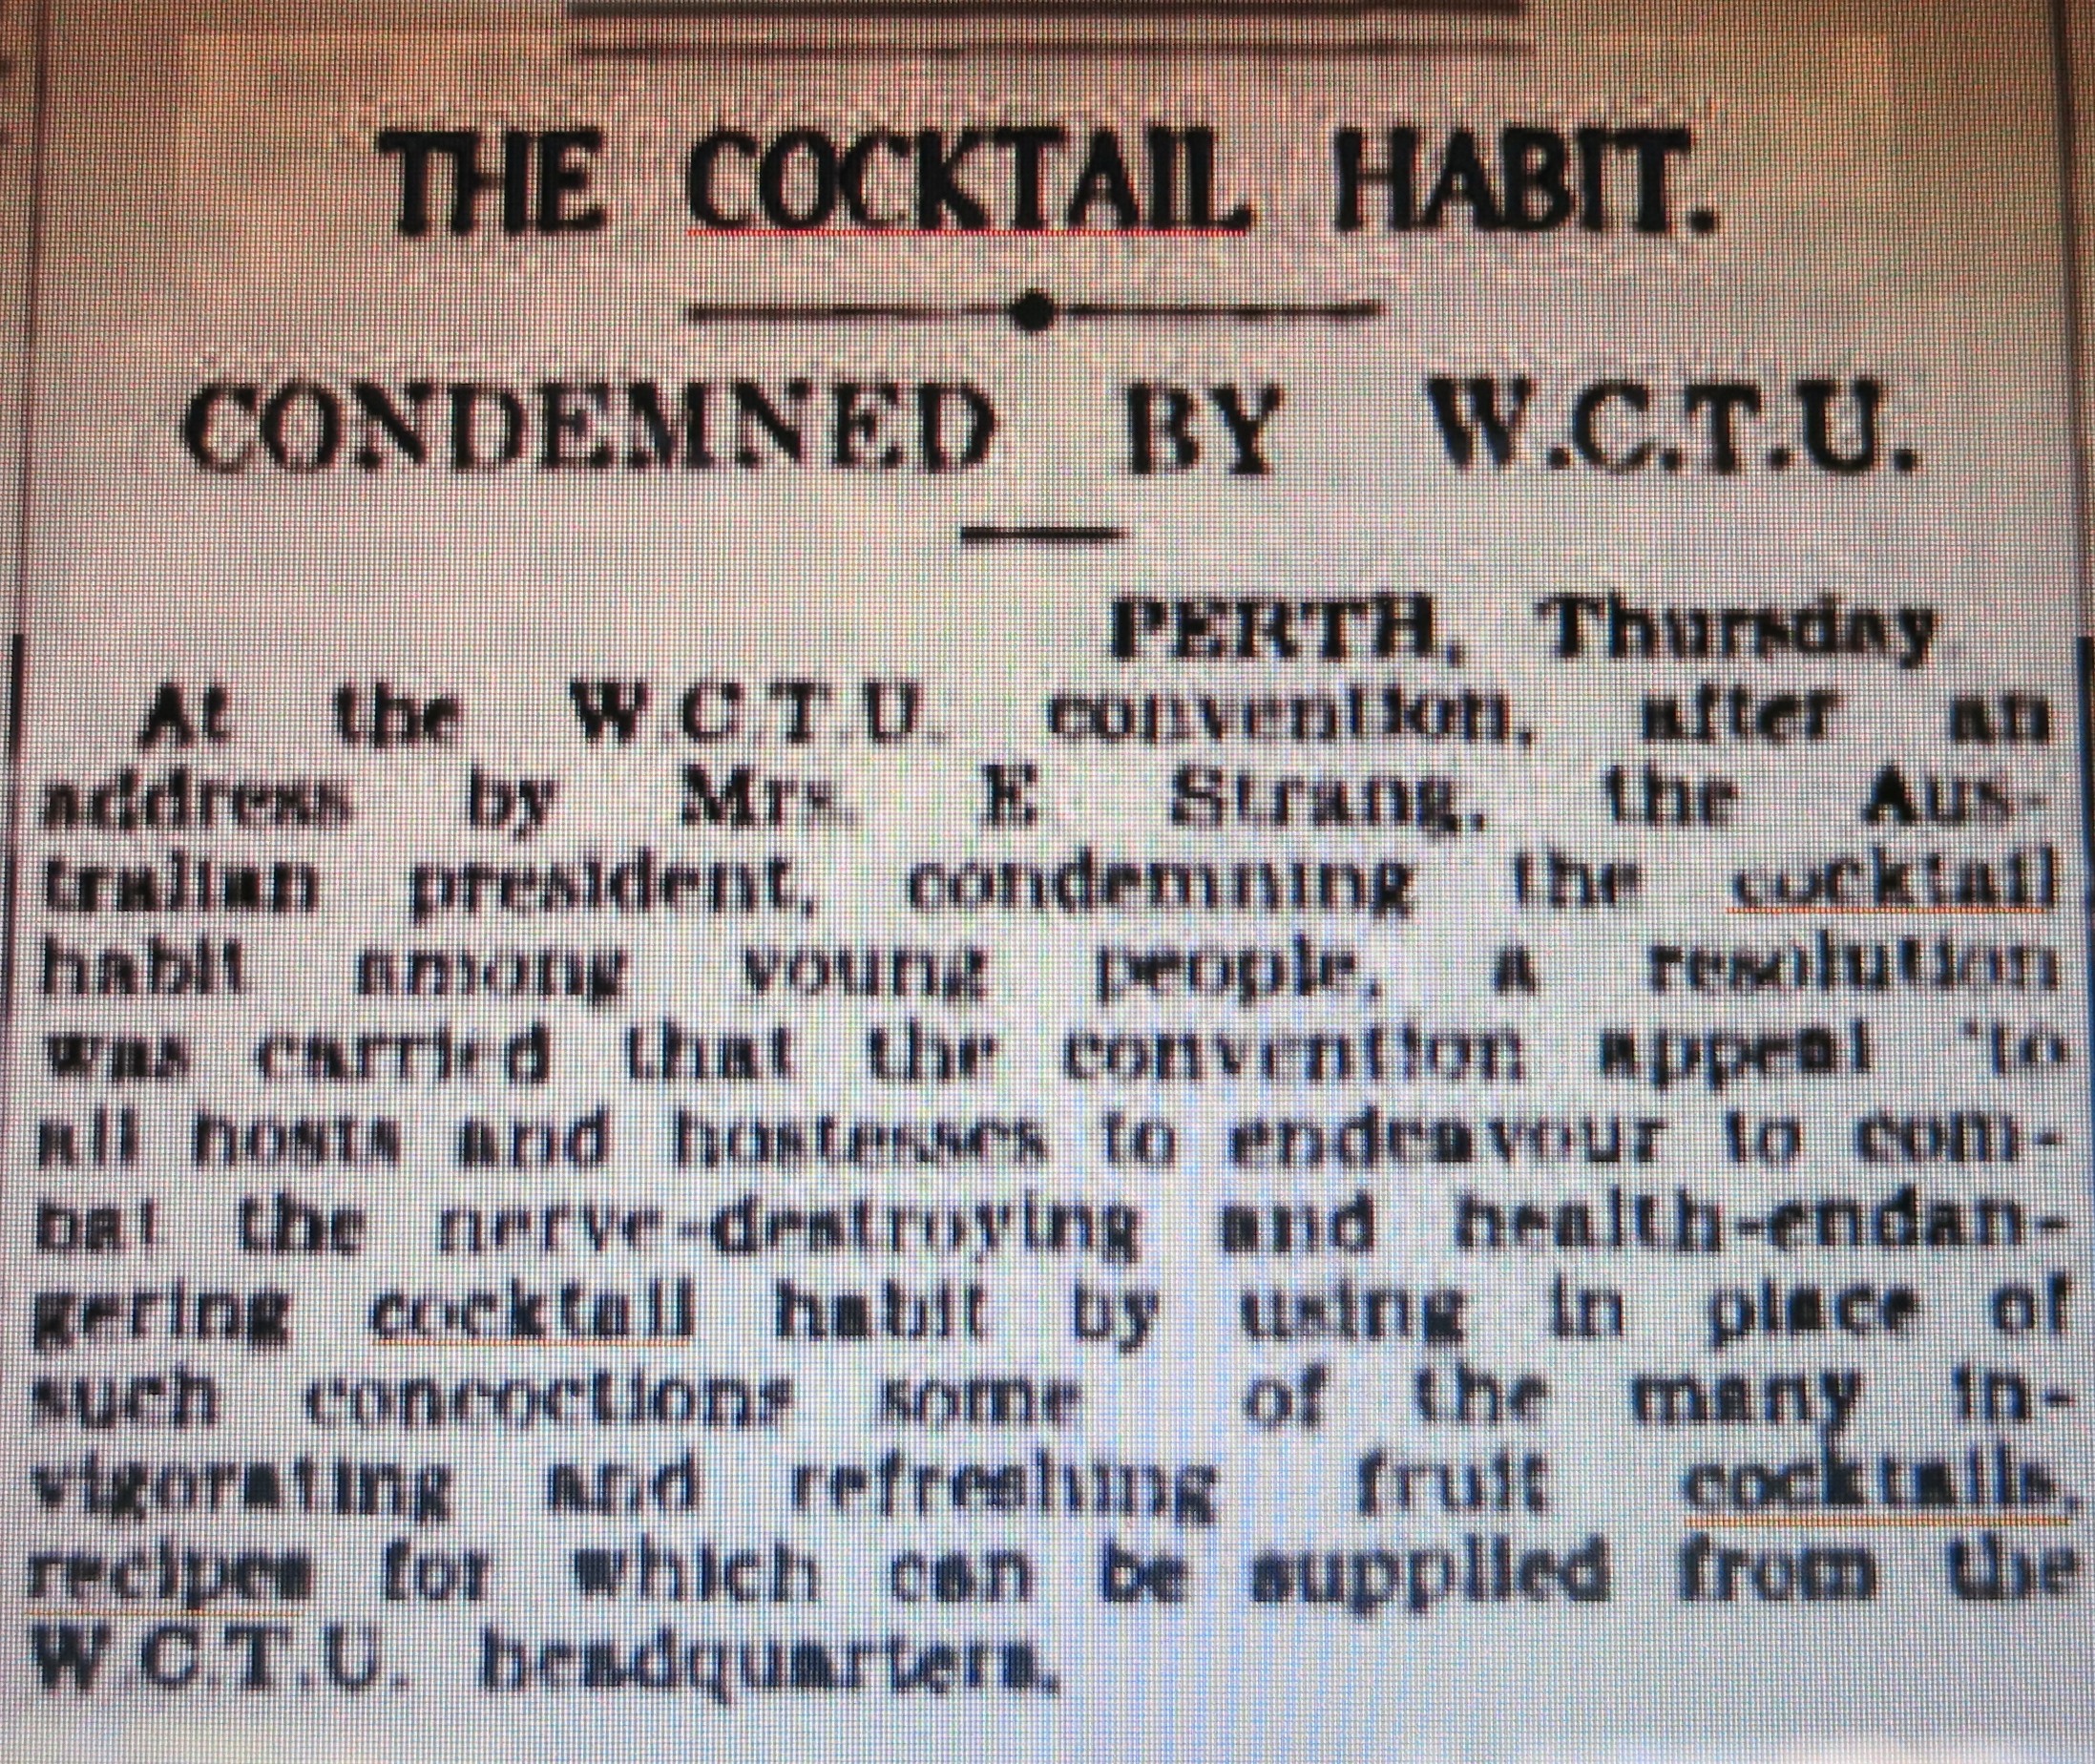 THE COCKTAIL HABIT.
CONDEMNED BY W.C.T.U.
PERTH, Thursday
At the W.C.T.U. convention, after an
address by Mrs. E Strang, the Aus-
tralian president, condemning the cocktail
habit among young people, a resolution
was carried that the convention appeal to
all hosts and hostesses to endeavour to com-
bat the nerve-destroying and health-endan-
gering cocktail habit by using in place of
such concoctions some of the many in-
vigorating and refreshing fruit cocktails,
recipes for which can be supplied from the
W.C.T.U. headquarters.